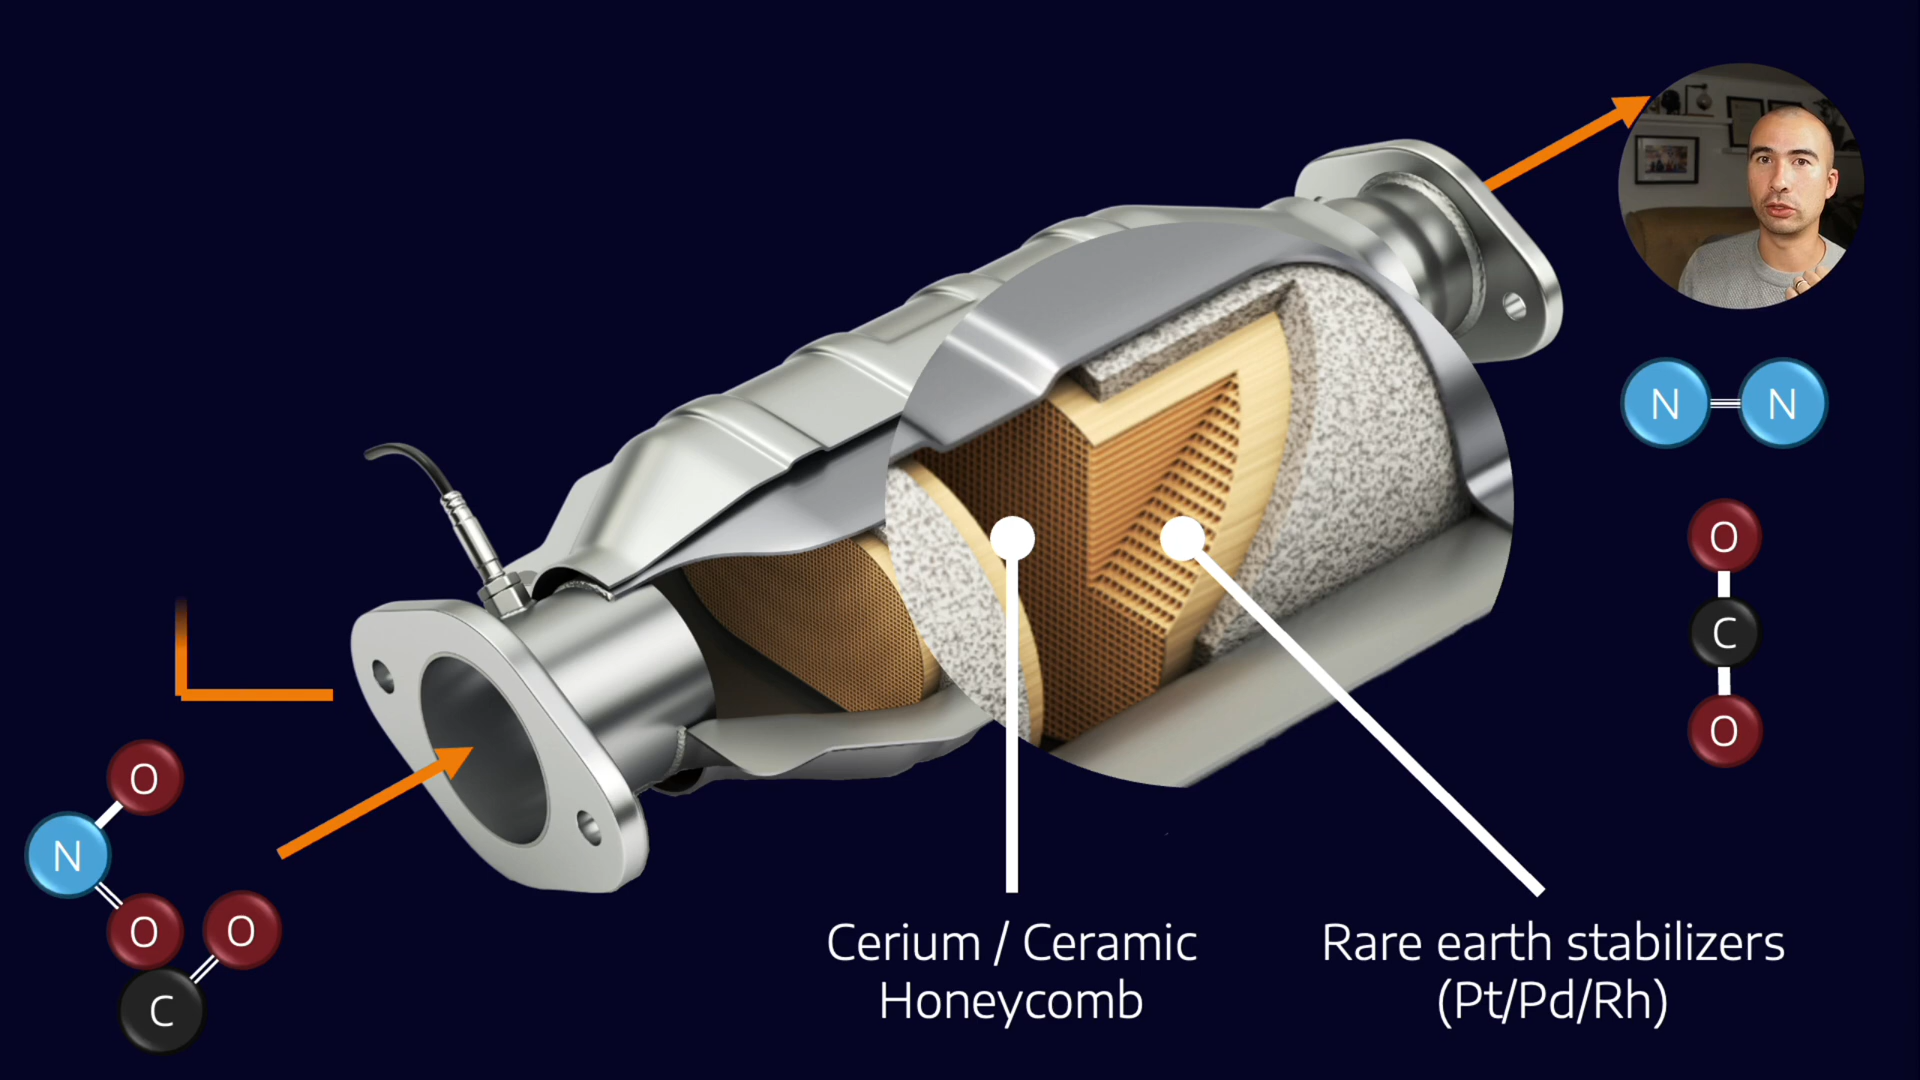 N
N
O
C
O
O
N
O
O
C
Cerium / Ceramic
Honeycomb
Rare earth stabilizers
(Pt/Pd/Rh)